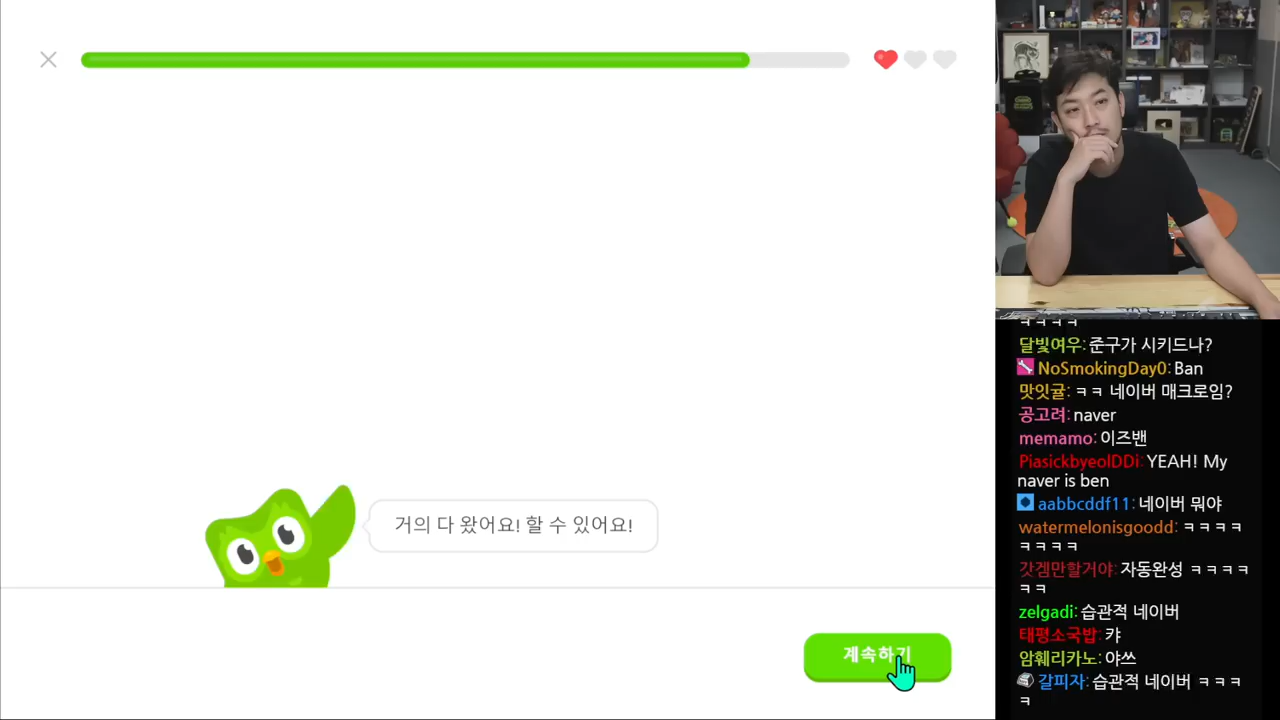 거의 다 왔어요! 할 수 있어요!
계속하기
ㅋㅋㅋㅋ
달빛여우: 준구가 시키드나?
NoSmokingDay0: Ban
맛잇귤: ㅋㅋ 네이버 매크로임?
공고려: naver
memamo: 이즈밴
PiasickbyeolDDi: YEAH! My
naver is ben
aabbcddf11: 네이버 뭐야
watermelonisgoodd: ㅋㅋㅋㅋ
ㅋㅋㅋㅋ
갓겜만할거야: 자동완성 ㅋㅋㅋㅋ
ㅋㅋ
zelgadi: 습관적 네이버
태평소국밥: 캬
암훼리카노: 야쓰
갈피자: 습관적 네이버 ㅋㅋㅋ
ㅋ